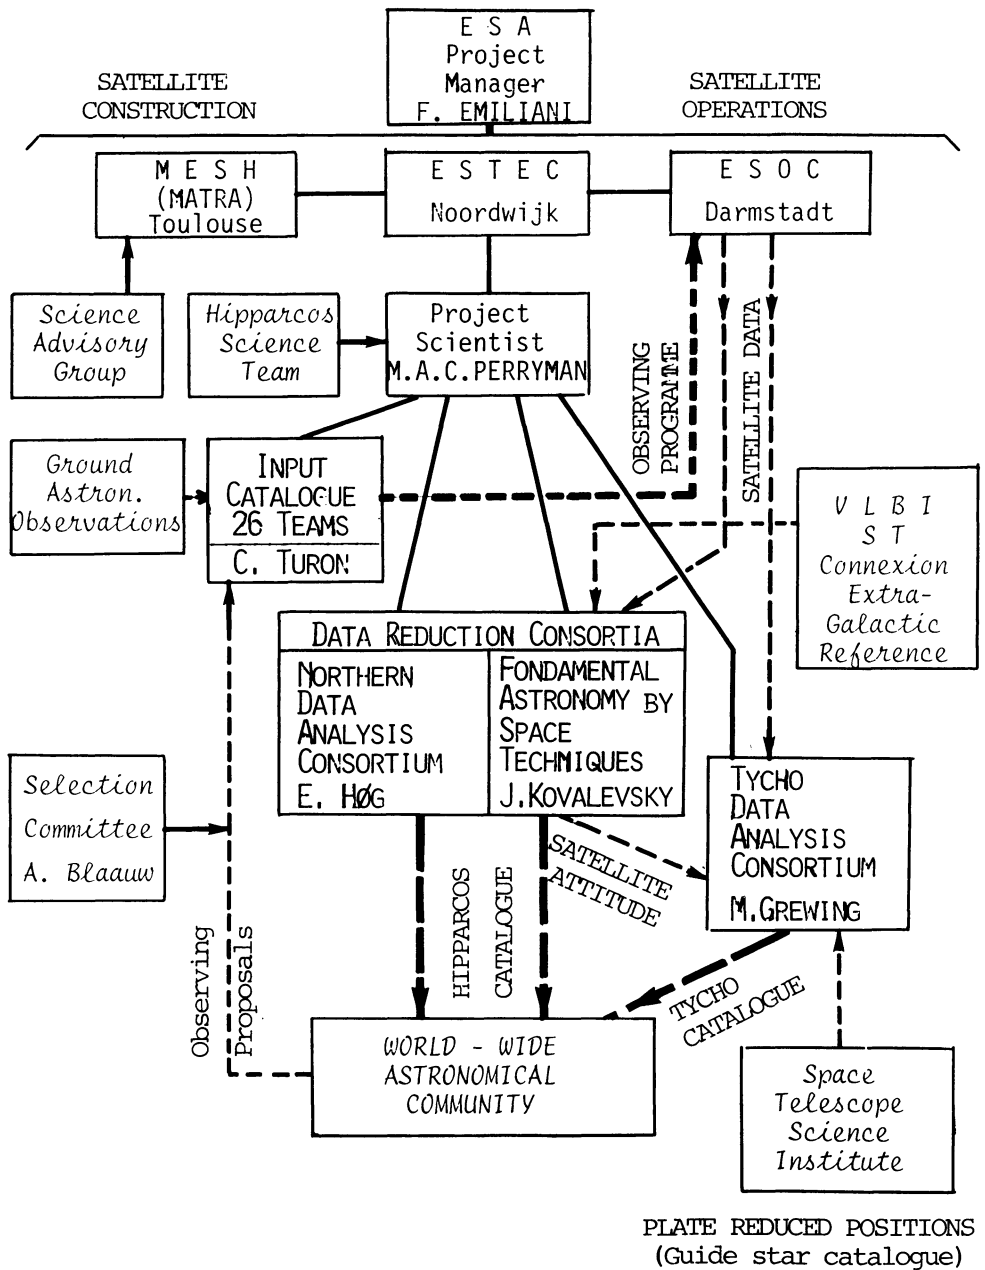 E S A
Project
Manager
F. EMILIANI
SATELLITE
CONSTRUCTION
SATELLITE
OPERATIONS
M E S H
(MATRA)
Toulouse
E S T E C
Noordwijk
E S O C
Darmstadt
Science
Advisory
Group
Hipparcos
Science
Team
Project
Scientist
M.A.C.PERRYMAN
OBSERVING
PROGRAMME
SATELLITE DATA
Ground
Astron.
Observations
INPUT
CATALOGUE
26 TEAMS
C. TURON
V L B I
S T
Connexion
Extra-
Galactic
Reference
DATA REDUCTION CONSORTIA
NORTHERN
DATA
ANALYSIS
CONSORTIUM
E. HØG
FONDAMENTAL
ASTRONOMY BY
SPACE
TECHNIQUES
J.KOVALEVSKY
Selection
Committee
A. Blaauw
TYCHO
DATA
ANALYSIS
CONSORTIUM
M.GREWING
SATELLITE
ATTITUDE
HIPPARCOS
CATALOGUE
Observing
Proposals
TYCHO
CATALOGUE
WORLD - WIDE
ASTRONOMICAL
COMMUNITY
Space
Telescope
Science
Institute
PLATE REDUCED POSITIONS
(Guide star catalogue)